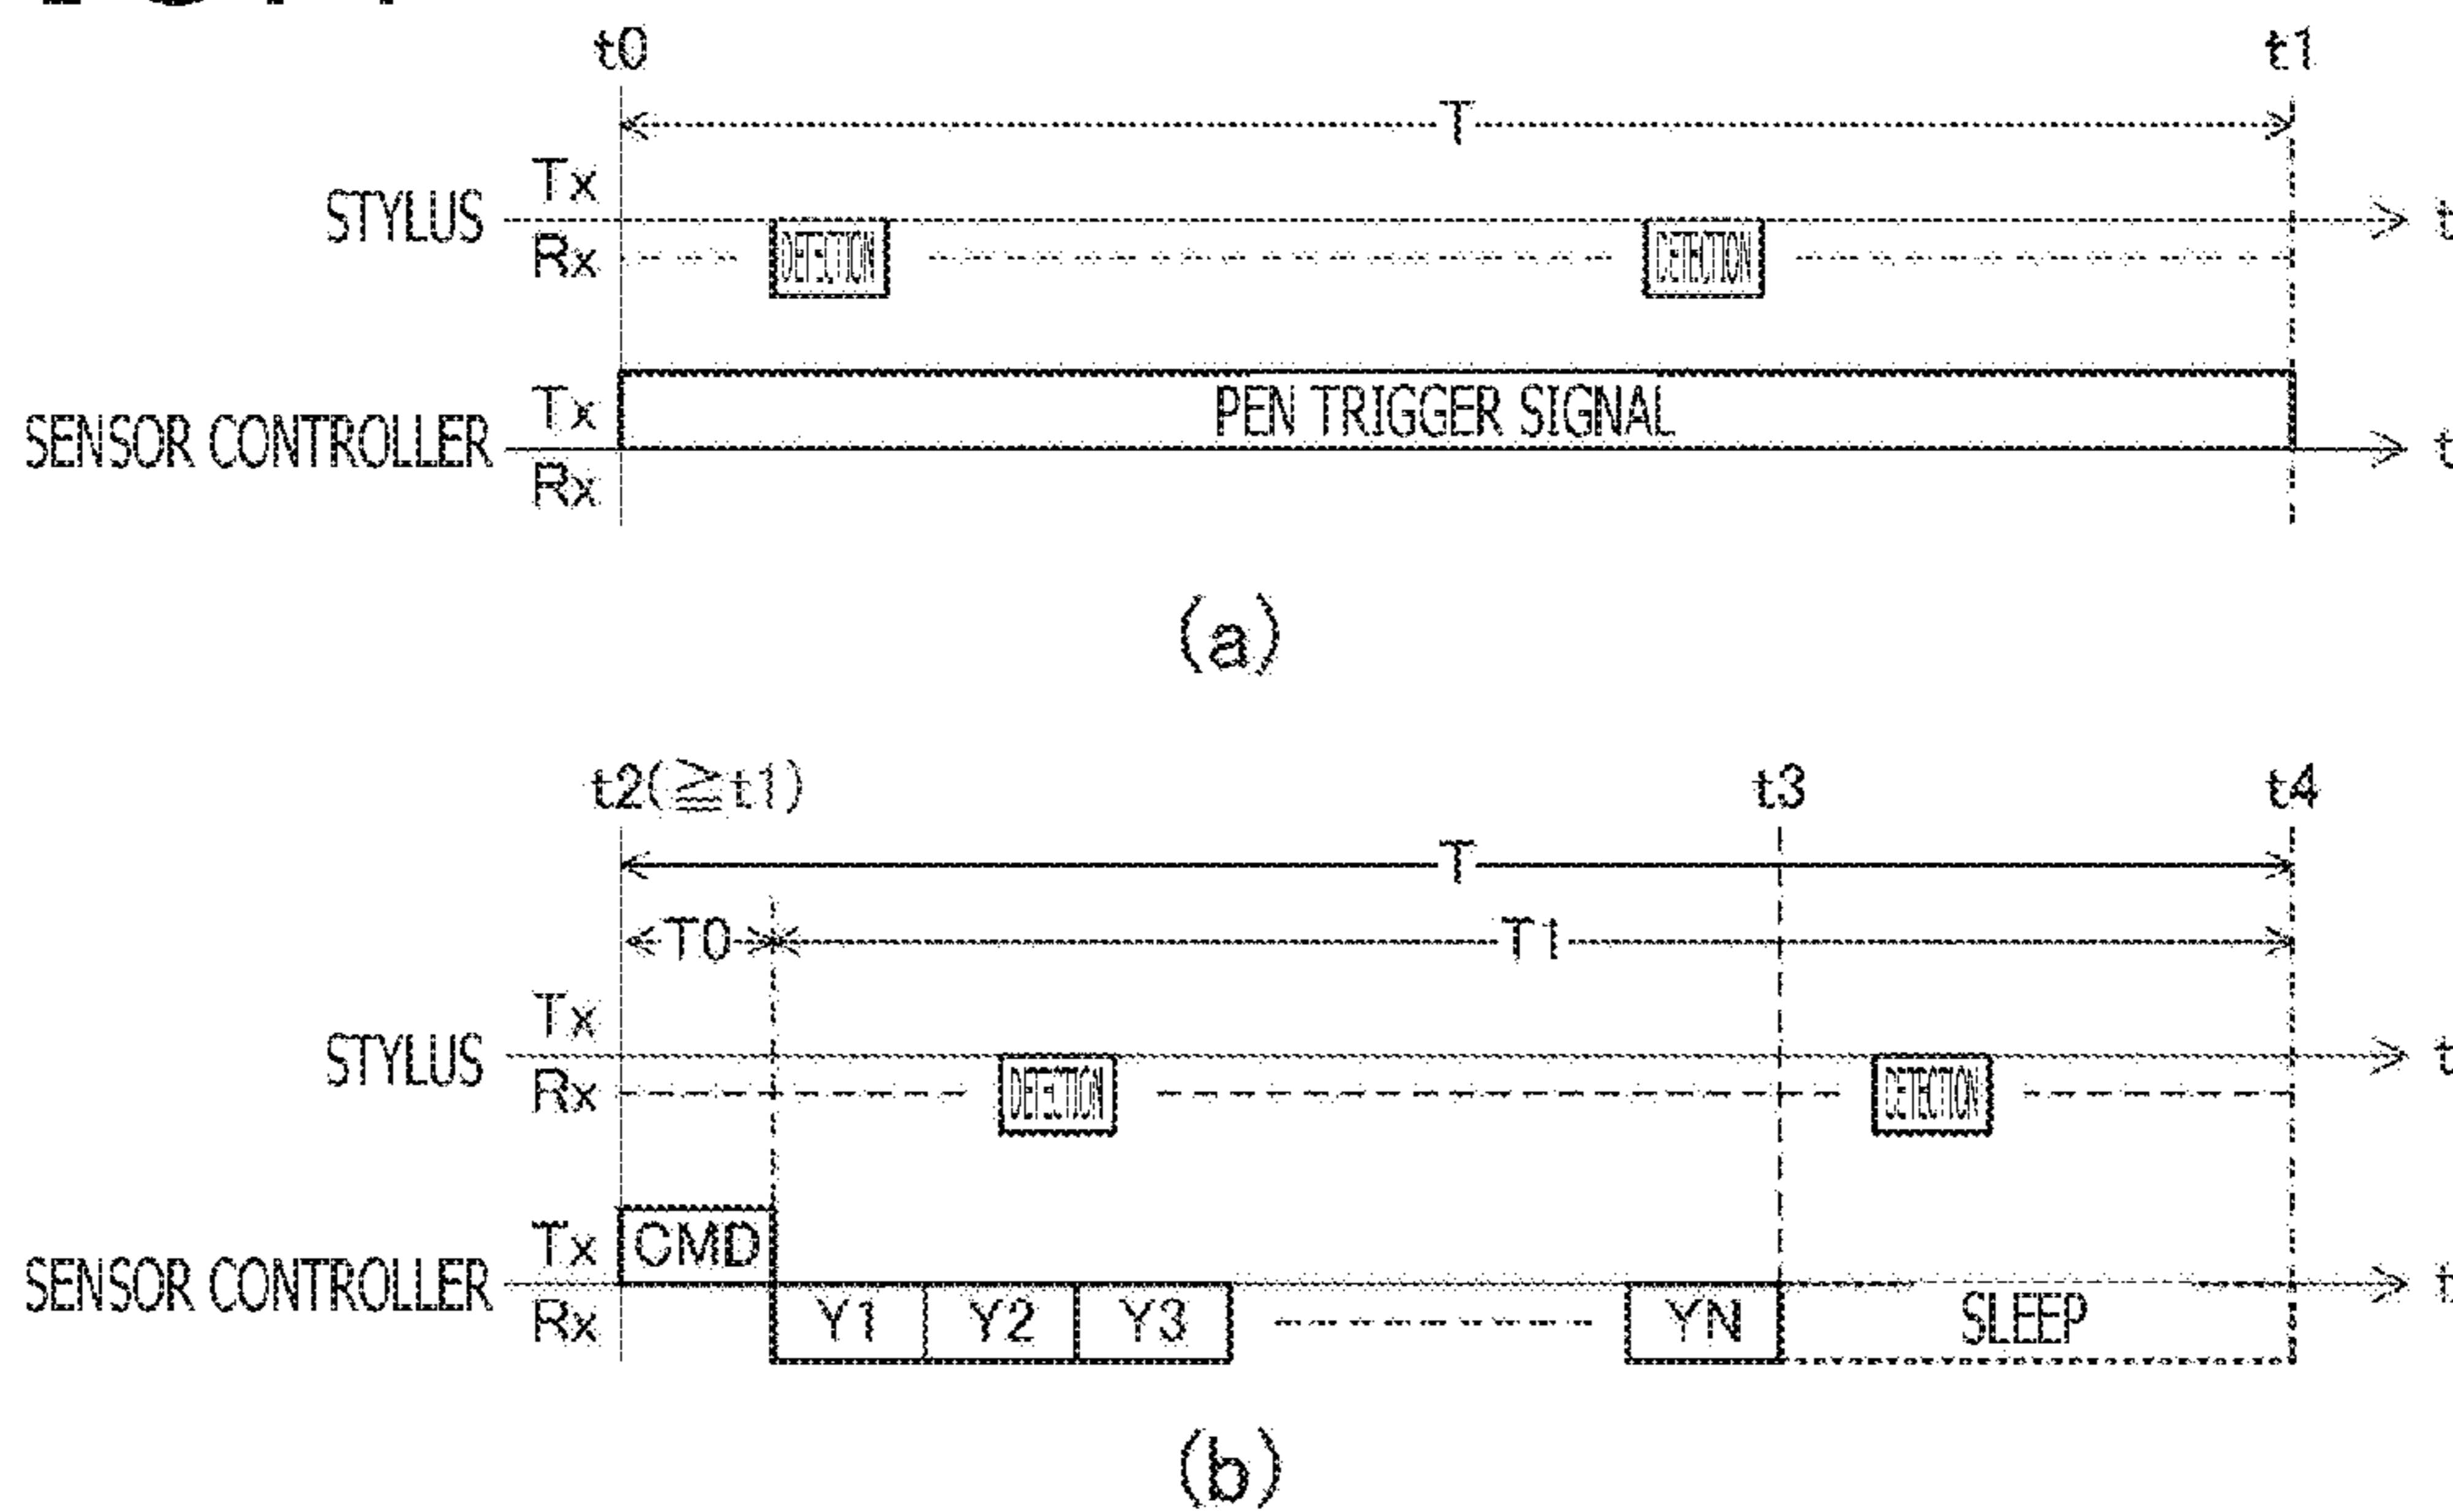 t0 t1
T
Tx
STYLUS t
Rx DETECTION DETECTION
Tx PEN TRIGGER SIGNAL
SENSOR CONTROLLER t
Rx
(a)
t2(≧t1) t3 t4
T
T0 T1
Tx
STYLUS t
Rx DETECTION DETECTION
Tx CMD
SENSOR CONTROLLER t
Rx Y1 Y2 Y3 YN SLEEP
(b)